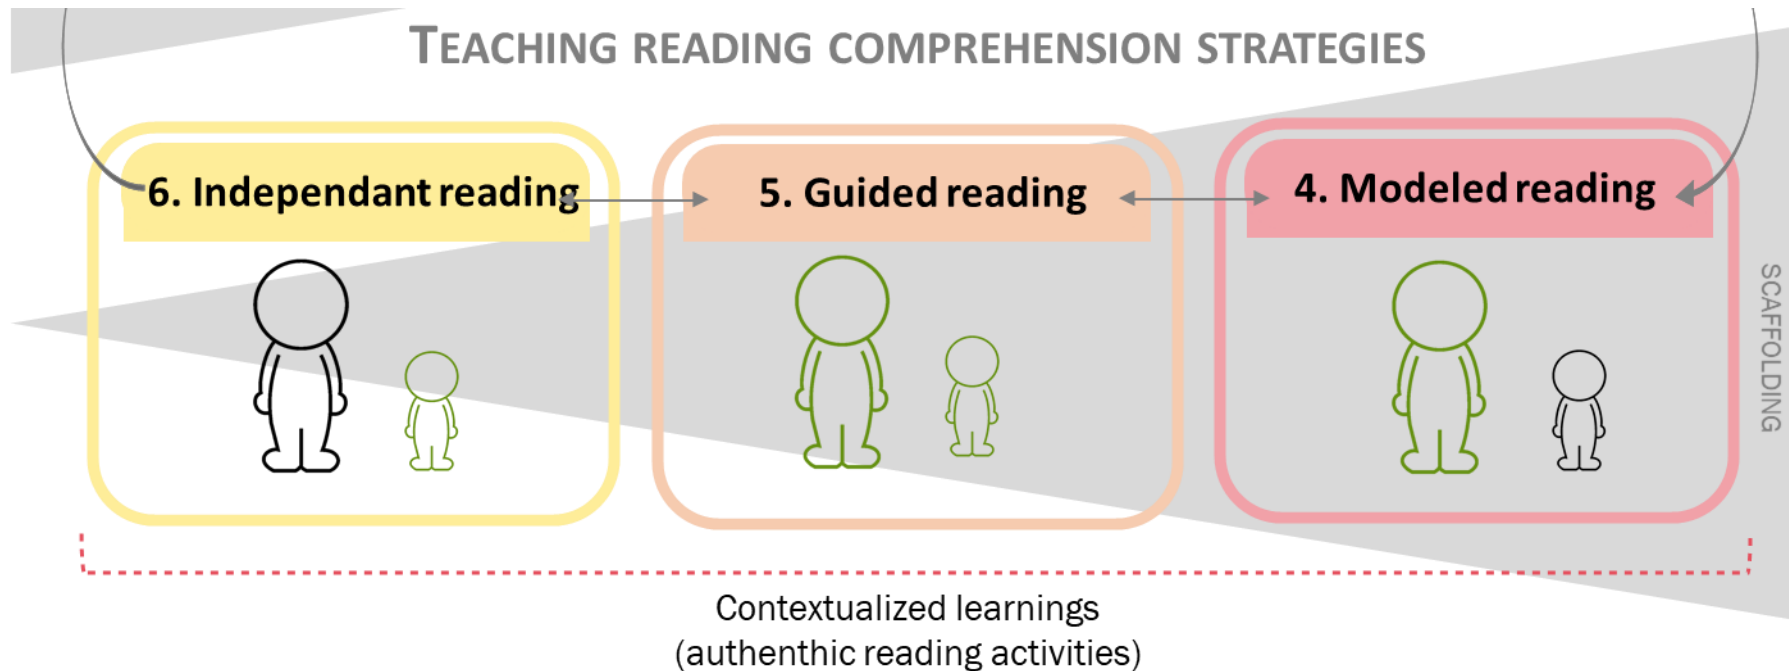 TEACHING READING COMPREHENSION STRATEGIES
6. Independant reading
5. Guided reading
4. Modeled reading
SCAFFOLDING
Contextualized learnings
(authenthic reading activities)